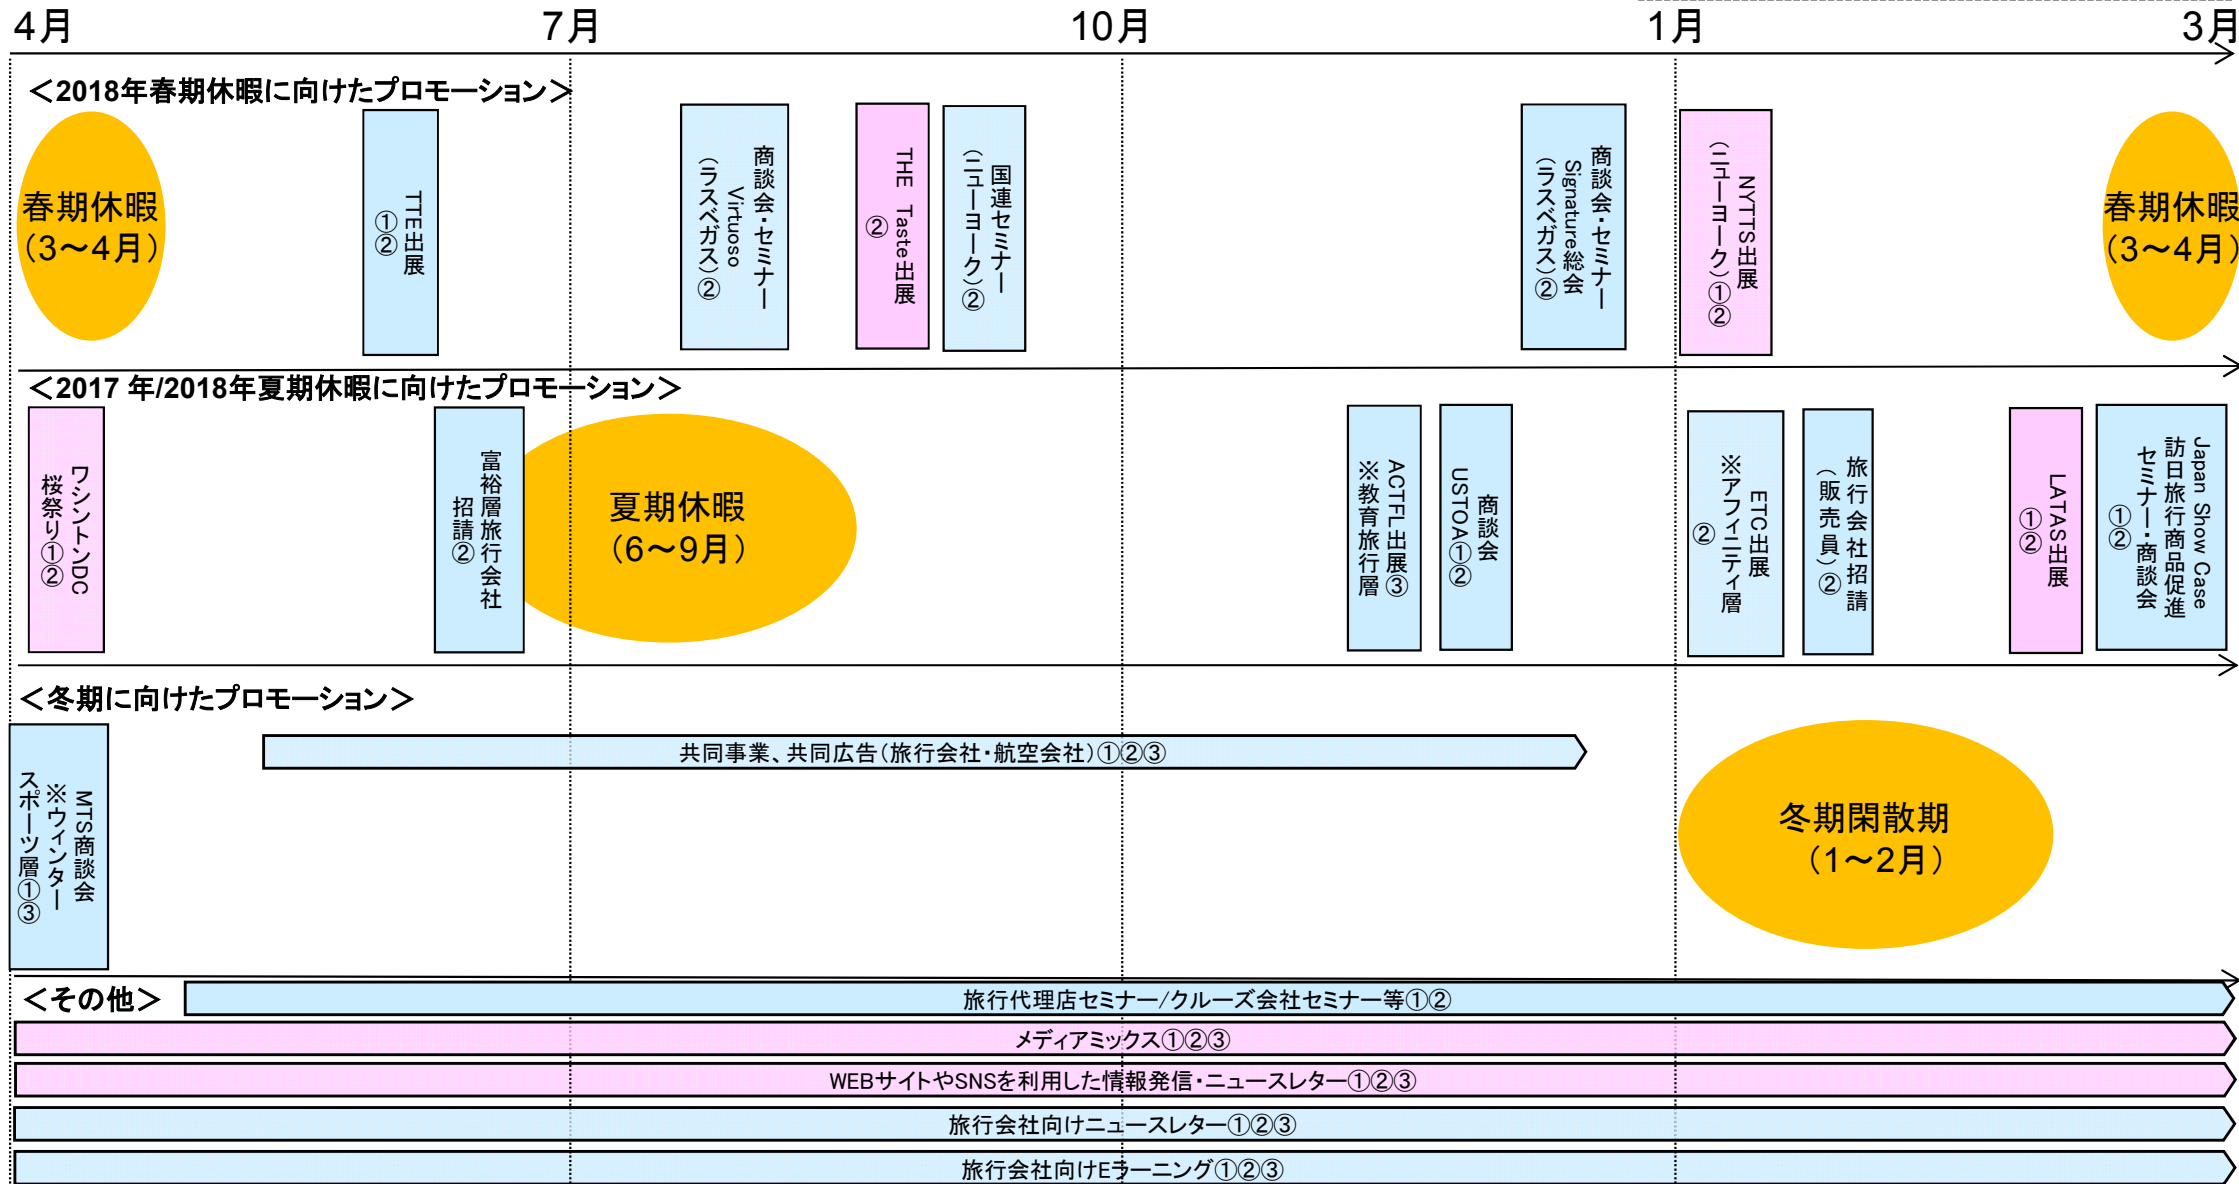 4月
7月
10月
1月
3月
＜2018年春期休暇に向けたプロモーション＞
春期休暇
（3～4月）
TTE出展
①②
商談会・セミナー
Virtuoso
（ラスベガス）②
THE Taste出展
②
国連セミナー
（ニューヨーク）②
商談会・セミナー
Signature総会
（ラスベガス）②
NYTTS出展
（ニューヨーク）①②
春期休暇
（3～4月）
＜2017 年/2018年夏期休暇に向けたプロモーション＞
ワシントンDC
桜祭り①②
富裕層旅行会社
招請②
夏期休暇
（6～9月）
ACTFL出展③
※教育旅行層
商談会
USTOA①②
ETC出展
※アフィニティ層
②
旅行会社招請
（販売員）②
LATAS出展
①②
Japan Show Case
訪日旅行商品促進
セミナー・商談会
①②
＜冬期に向けたプロモーション＞
MTS商談会
※ウィンター
スポーツ層①③
共同事業、共同広告（旅行会社・航空会社）①②③
冬期閑散期
（1～2月）
＜その他＞
旅行代理店セミナー/クルーズ会社セミナー等①②
メディアミックス①②③
WEBサイトやSNSを利用した情報発信・ニュースレター①②③
旅行会社向けニュースレター①②③
旅行会社向けEラーニング①②③